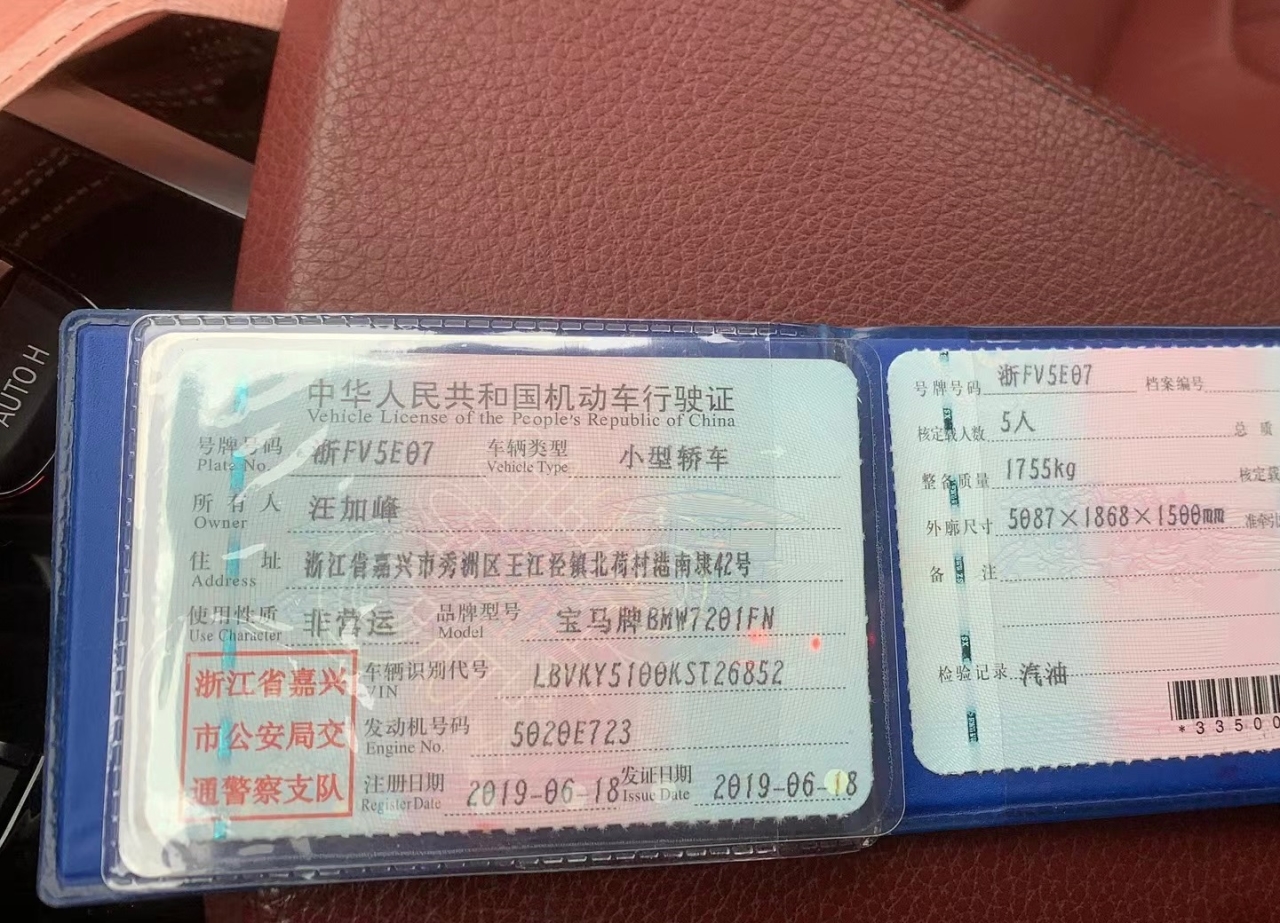 AUTO H
中华人民共和国机动车行驶证
Vehicle License of the People's Republic of China
号牌号码 浙FV5E07 车辆类型 小型轿车
Plate No. Vehicle Type
所有人 汪加峰
Owner
住址 浙江省嘉兴市秀洲区王江泾镇北荷村港南埭42号
Address
使用性质 非营运 品牌型号 宝马牌BMW7201FN
Use Character Model
浙江省嘉兴
市公安局交
通警察支队
车辆识别代号 LBVKY5100KST26852
VIN
发动机号码 5020E723
Engine No.
注册日期 2019-06-18 发证日期 2019-06-18
Register Date Issue Date
号牌号码 浙FV5E07 档案编号
核定载人数 5人 总质
整备质量 1755kg 核定载
外廓尺寸 5087×1868×1500mm 准牵引
备注
检验记录 汽油
*33500